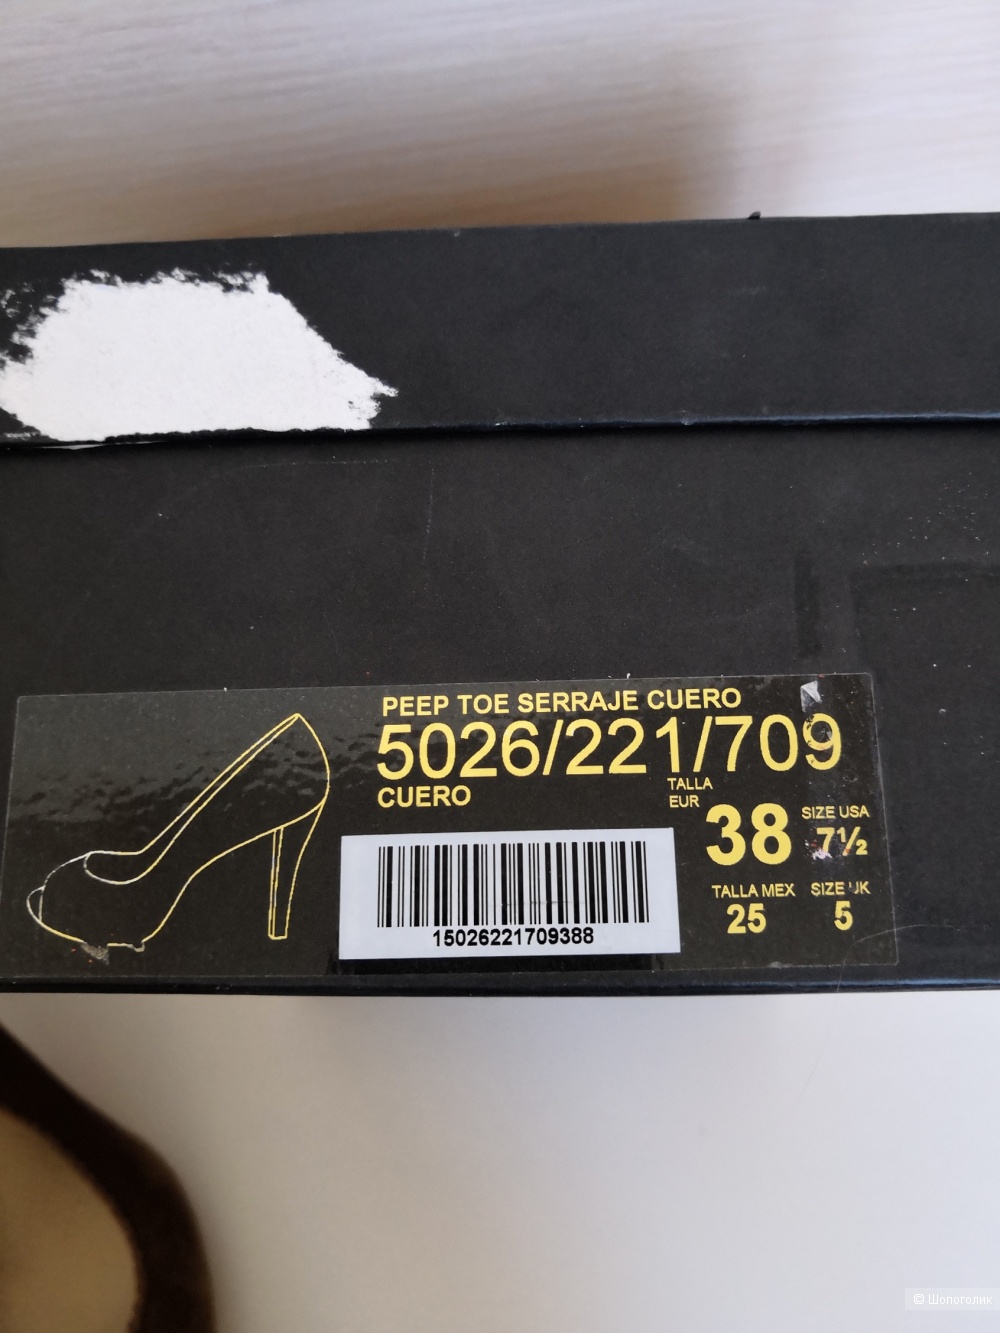 PEEP TOE SERRAJE CUERO
5026/221/709
CUERO
TALLA
EUR
38
SIZE USA
7½
TALLA MEX
25
SIZE UK
5
15026221709388
© Шопоголик